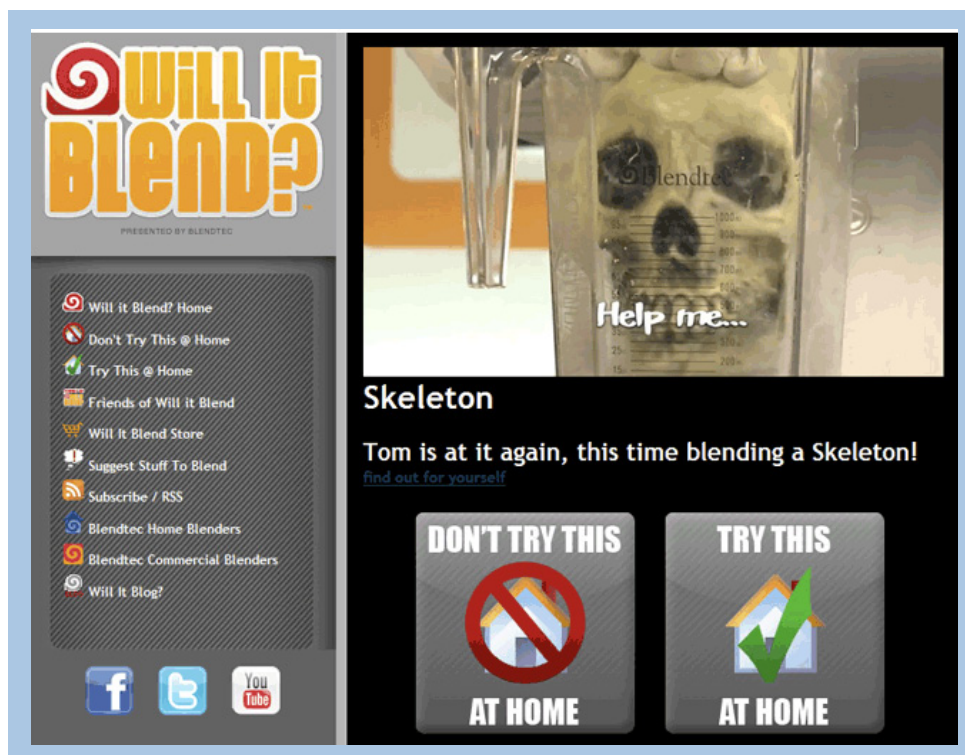 Will It
Blend?
PRESENTED BY BLENDTEC
Will it Blend? Home
Don't Try This @ Home
Try This @ Home
Friends of Will it Blend
Will It Blend Store
Suggest Stuff To Blend
Subscribe / RSS
Blendtec Home Blenders
Blendtec Commercial Blenders
Will It Blog?
f
t
You
Tube
Blendtec
1000
Help me...
Skeleton
Tom is at it again, this time blending a Skeleton!
find out for yourself
DON'T TRY THIS
AT HOME
TRY THIS
AT HOME